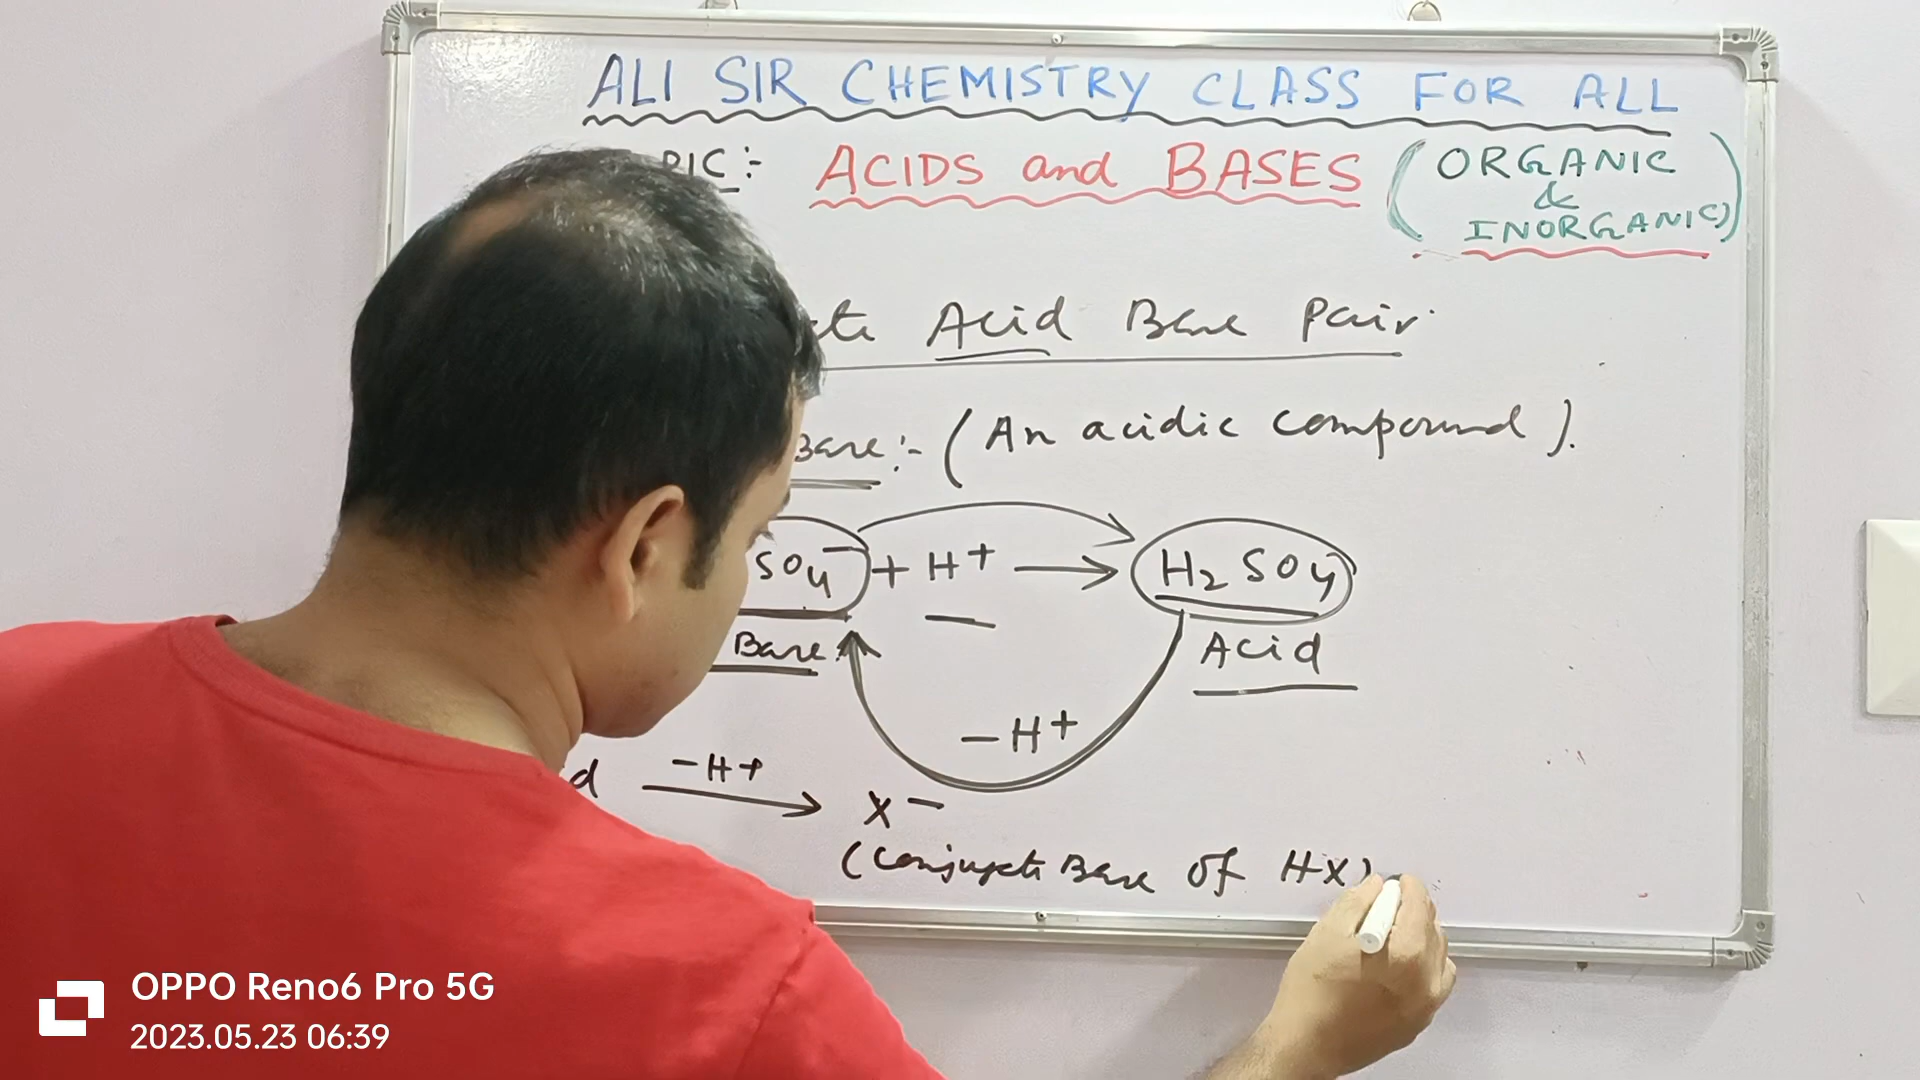 ALI SIR CHEMISTRY CLASS FOR ALL
PIC:- ACIDS and BASES (ORGANIC
&
INORGANIC)
te Acid Base Pair
Base:- (An acidic compound).
SO4⁻ + H⁺ → H2SO4
Base Acid
-H⁺
d -H⁺ → X⁻
(Conjugate Base of HX)
OPPO Reno6 Pro 5G
2023.05.23 06:39